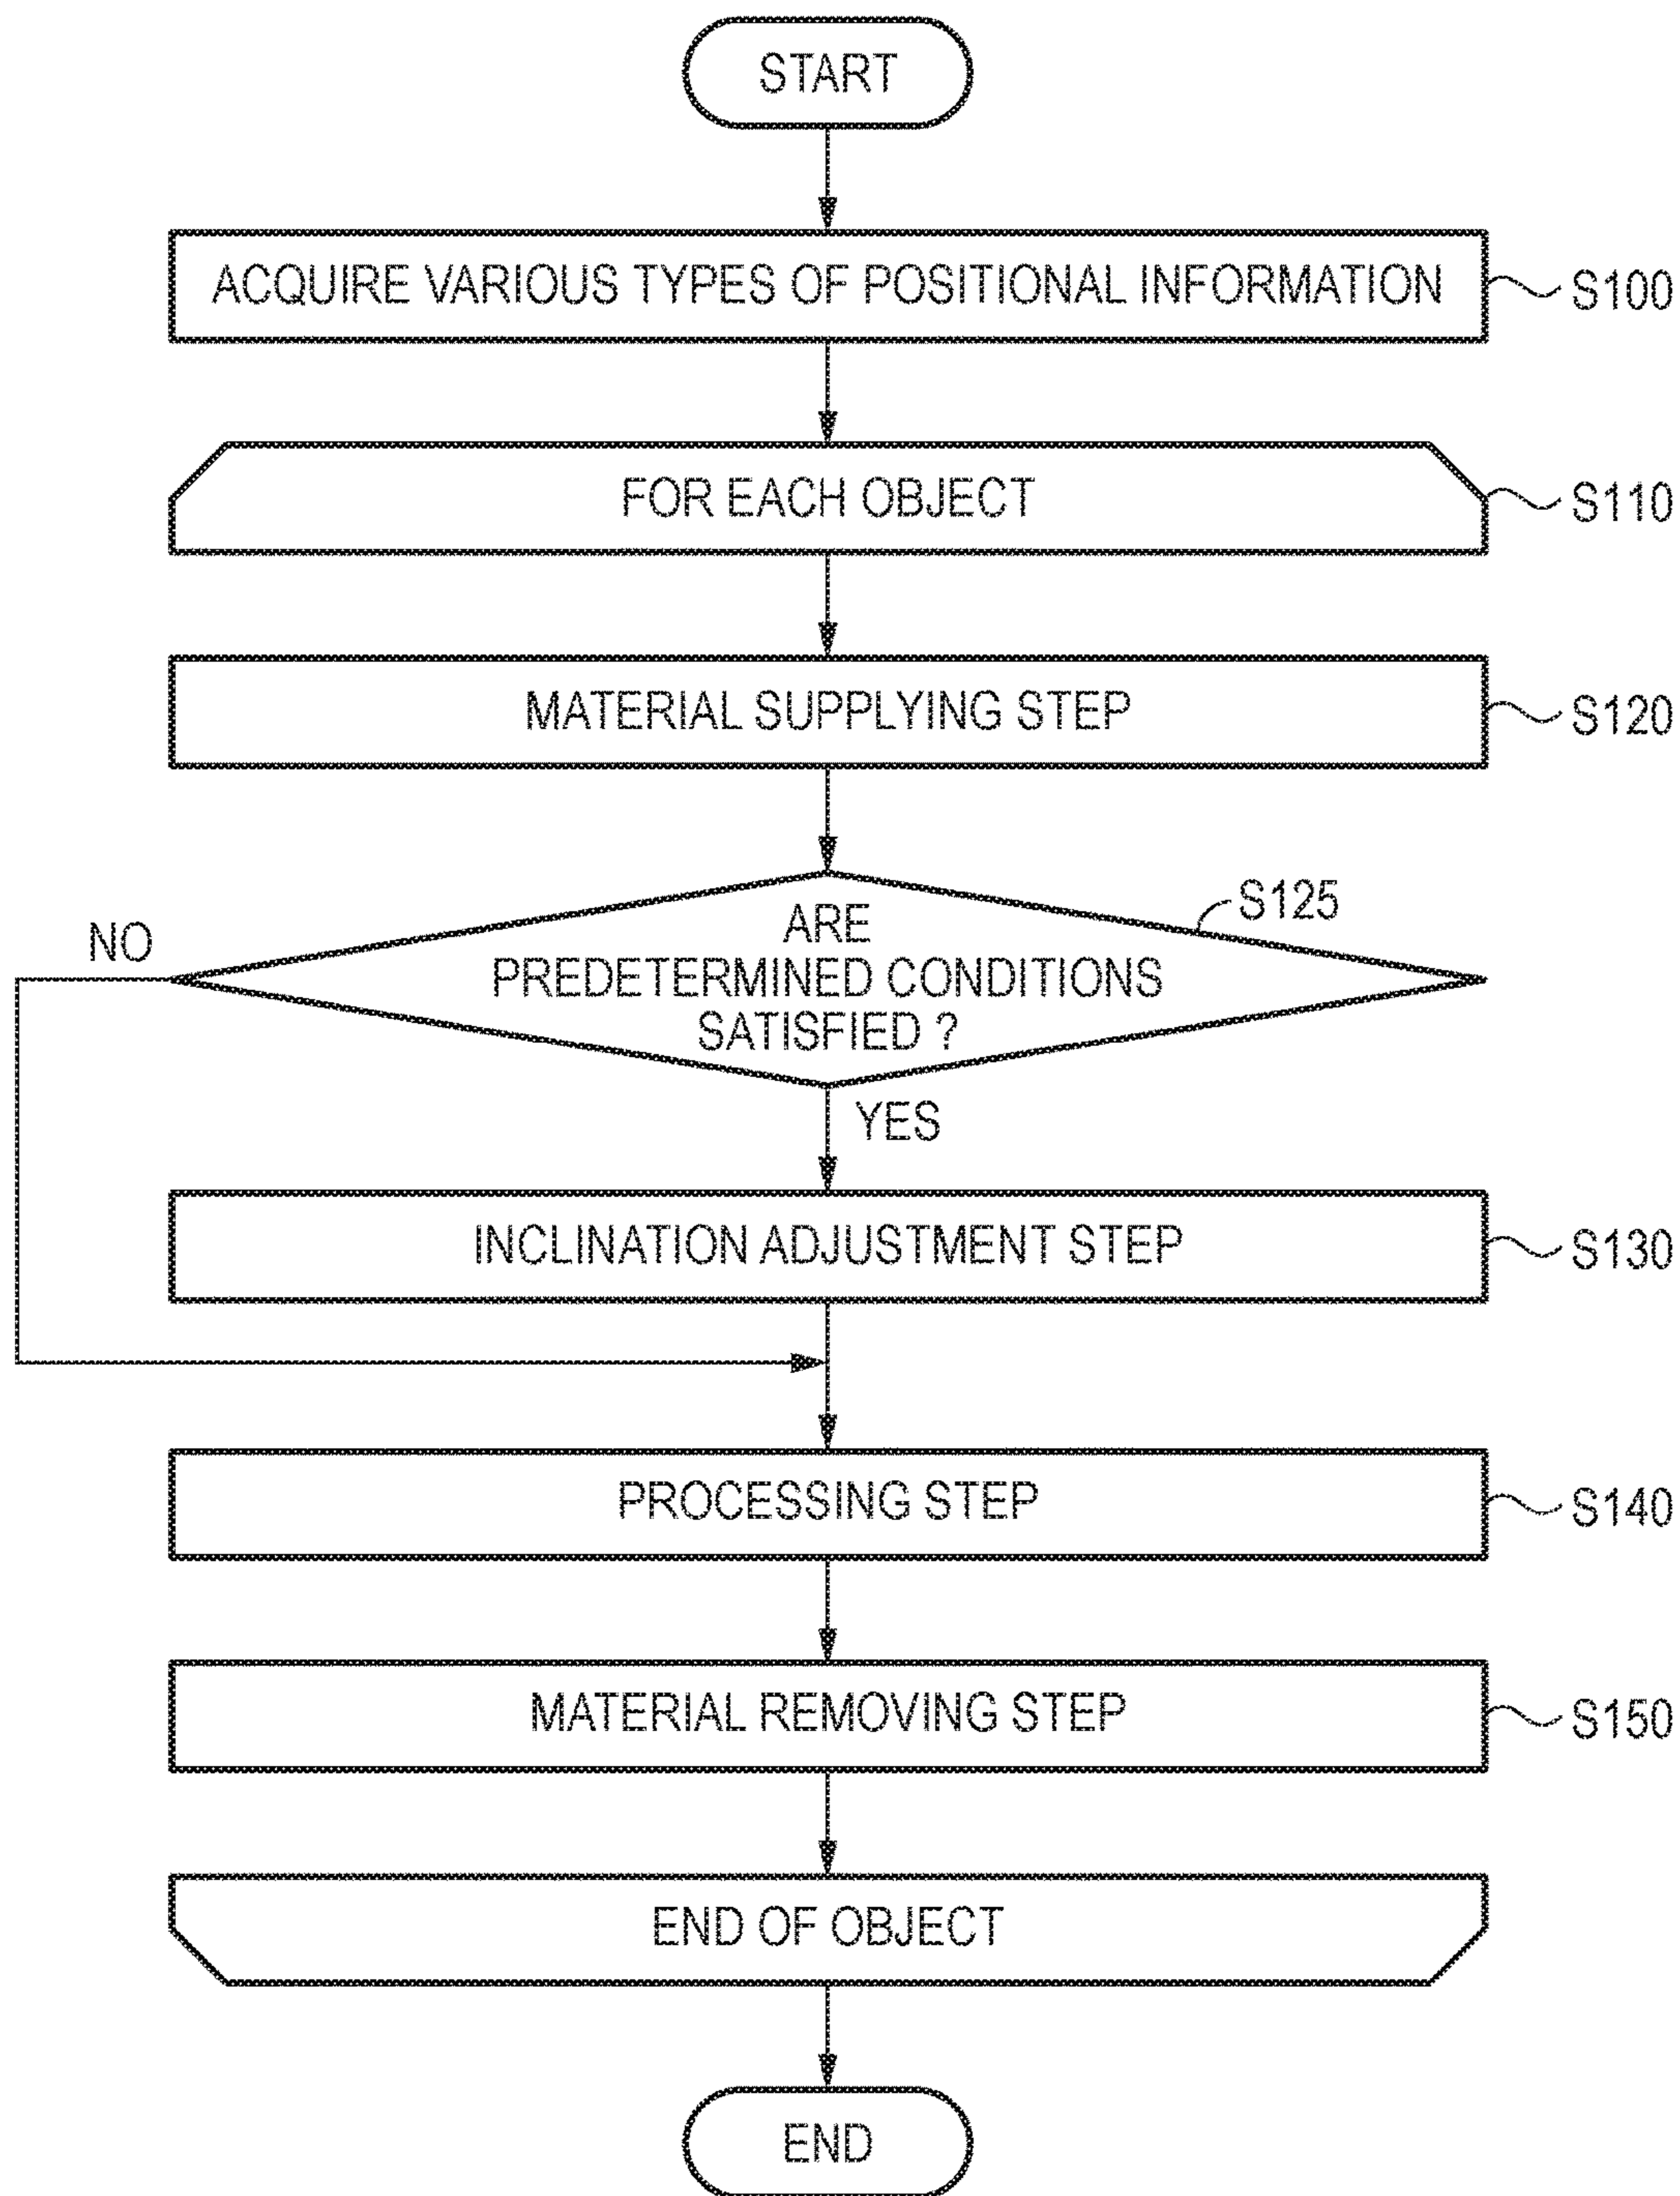 START
ACQUIRE VARIOUS TYPES OF POSITIONAL INFORMATION
S100
FOR EACH OBJECT
S110
MATERIAL SUPPLYING STEP
S120
S125
NO
ARE
PREDETERMINED CONDITIONS
SATISFIED ?
YES
INCLINATION ADJUSTMENT STEP
S130
PROCESSING STEP
S140
MATERIAL REMOVING STEP
S150
END OF OBJECT
END